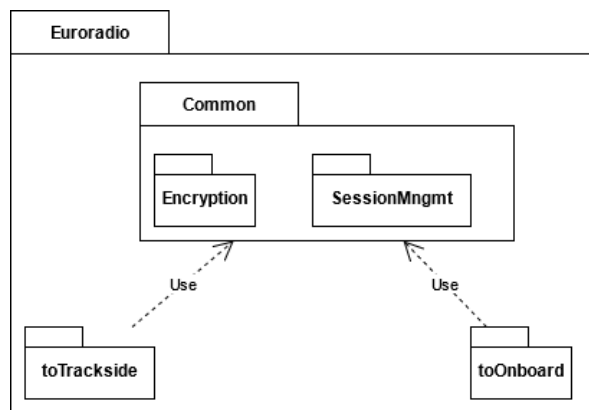 Euroradio
Common
Encryption
SessionMngmt
Use
Use
toTrackside
toOnboard